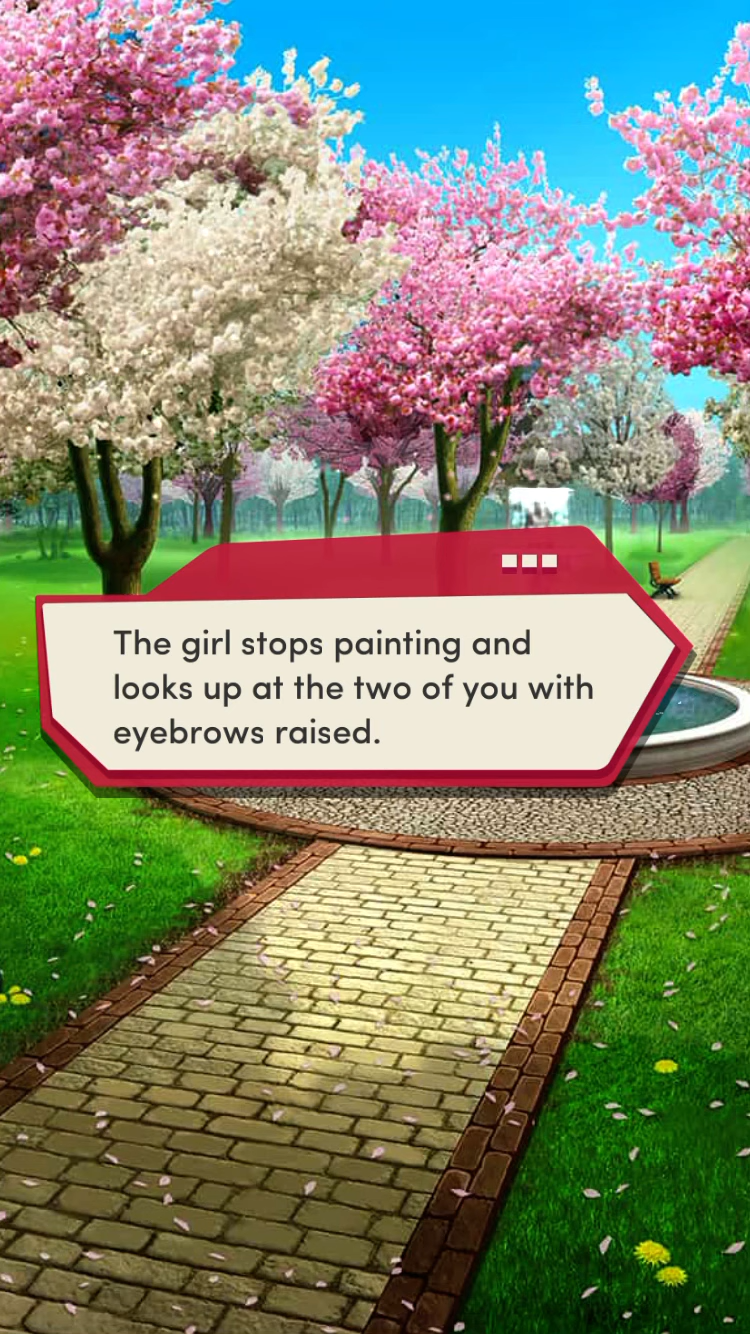 The girl stops painting and
looks up at the two of you with
eyebrows raised.